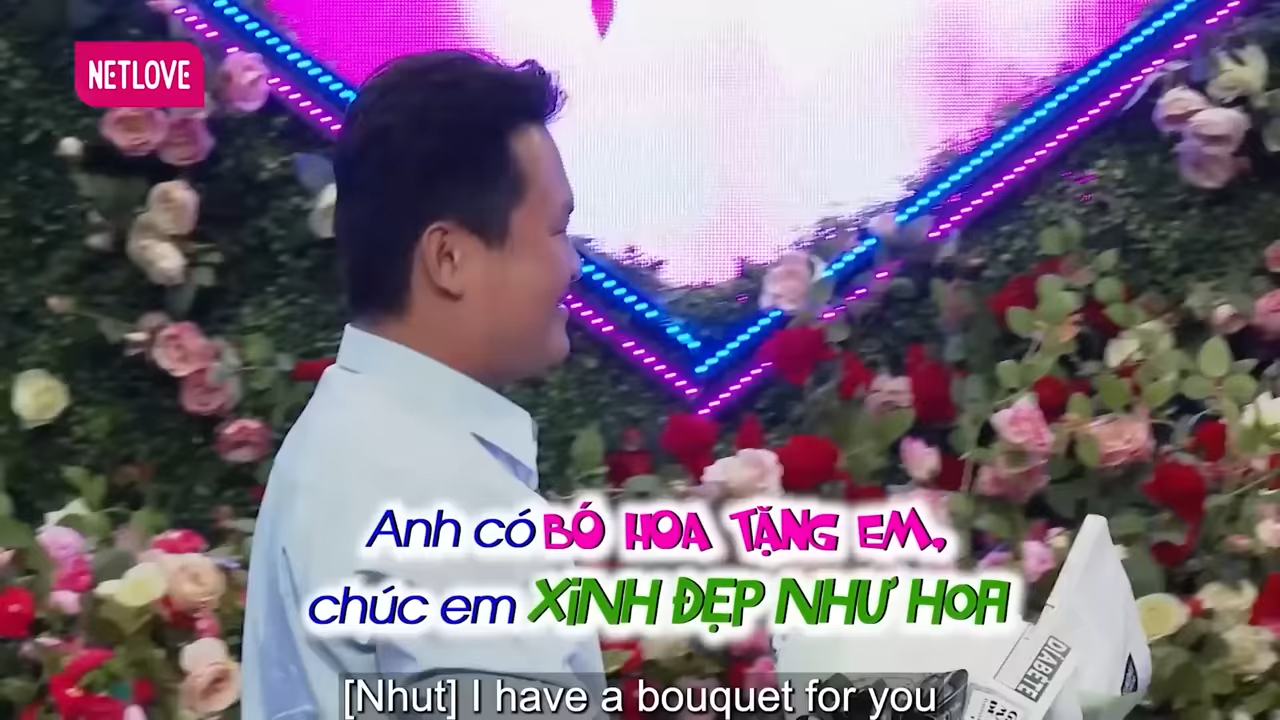 NETLOVE
Anh có BÓ HOA TẶNG EM,
chúc em XINH ĐẸP NHƯ HOA
DIABETE
[Nhut] I have a bouquet for you